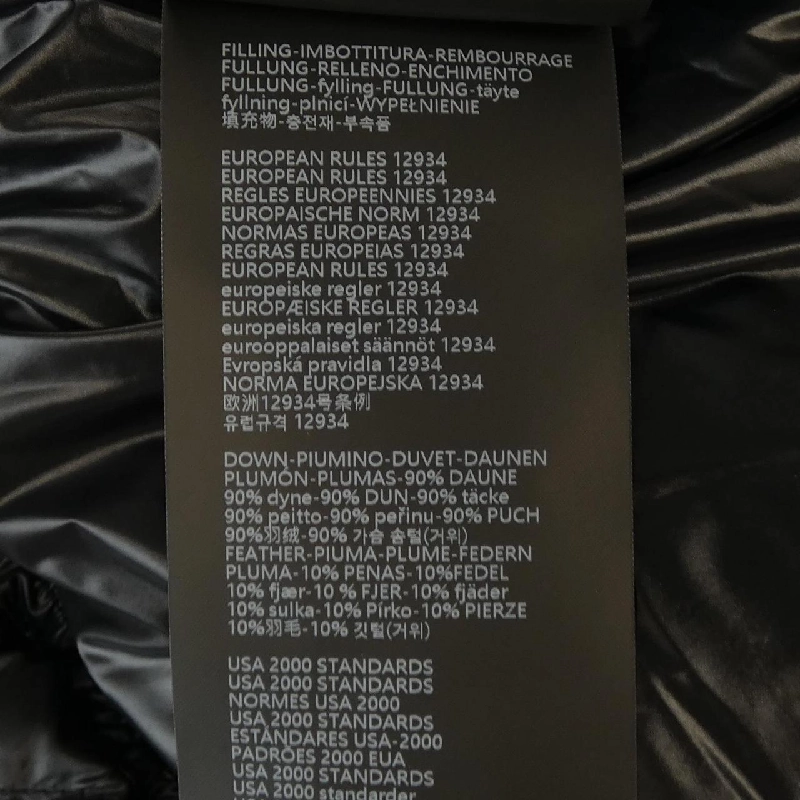 FILLING-IMBOTTITURA-REMBOURRAGE
FULLUNG-RELLENO-ENCHIMENTO
FULLUNG-fylling-FULLUNG-täyte
fyllning-plnicí-WYPEŁNIENIE
填充物-충전재-부속품
EUROPEAN RULES 12934
EUROPEAN RULES 12934
REGLES EUROPEENNIES 12934
EUROPAISCHE NORM 12934
NORMAS EUROPEAS 12934
REGRAS EUROPEIAS 12934
EUROPEAN RULES 12934
europeiske regler 12934
EUROPÆISKE REGLER 12934
europeiska regler 12934
eurooppalaiset säännöt 12934
Evropská pravidla 12934
NORMA EUROPEJSKA 12934
欧洲12934号条例
유럽규격 12934
DOWN-PIUMINO-DUVET-DAUNEN
PLUMÓN-PLUMAS-90% DAUNE
90% dyne-90% DUN-90% täcke
90% peitto-90% peřinu-90% PUCH
90%羽绒-90% 가슴 솜털(거위)
FEATHER-PIUMA-PLUME-FEDERN
PLUMA-10% PENAS-10%FEDEL
10% fjær-10 % FJER-10% fjäder
10% sulka-10% Pírko-10% PIERZE
10%羽毛-10% 깃털(거위)
USA 2000 STANDARDS
USA 2000 STANDARDS
NORMES USA 2000
USA 2000 STANDARDS
ESTÁNDARES USA-2000
PADRÕES 2000 EUA
USA 2000 STANDARDS
USA 2000 standarder